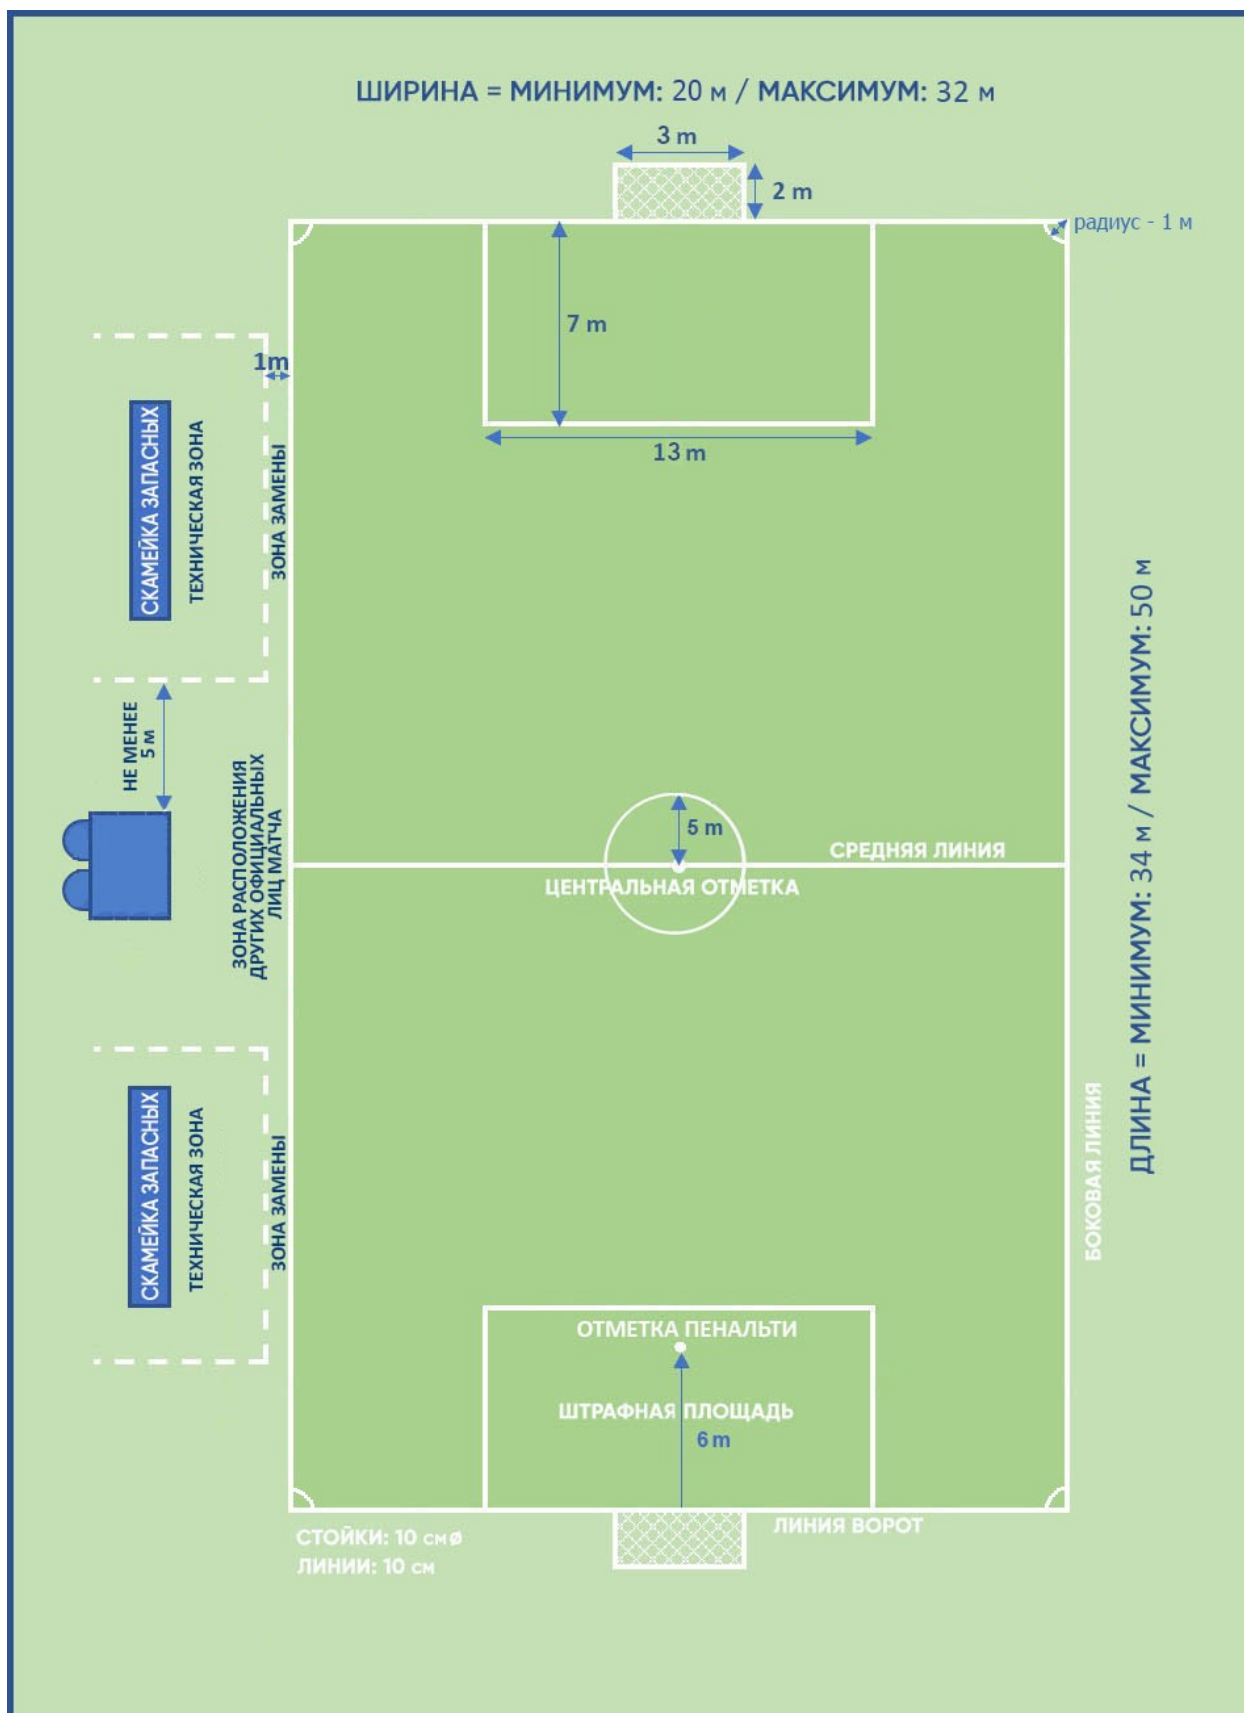 ШИРИНА = МИНИМУМ: 20 м / МАКСИМУМ: 32 м
3 m
2 m
радиус - 1 м
7 m
1m
13 m
СКАМЕЙКА ЗАПАСНЫХ
ТЕХНИЧЕСКАЯ ЗОНА
ЗОНА ЗАМЕНЫ
НЕ МЕНЕЕ
5 м
ЗОНА РАСПОЛОЖЕНИЯ
ДРУГИХ ОФИЦИАЛЬНЫХ
ЛИЦ МАТЧА
5 m
СРЕДНЯЯ ЛИНИЯ
ЦЕНТРАЛЬНАЯ ОТМЕТКА
ДЛИНА = МИНИМУМ: 34 м / МАКСИМУМ: 50 м
СКАМЕЙКА ЗАПАСНЫХ
ТЕХНИЧЕСКАЯ ЗОНА
ЗОНА ЗАМЕНЫ
БОКОВАЯ ЛИНИЯ
ОТМЕТКА ПЕНАЛЬТИ
ШТРАФНАЯ ПЛОЩАДЬ
6 m
ЛИНИЯ ВОРОТ
СТОЙКИ: 10 смø
ЛИНИИ: 10 см